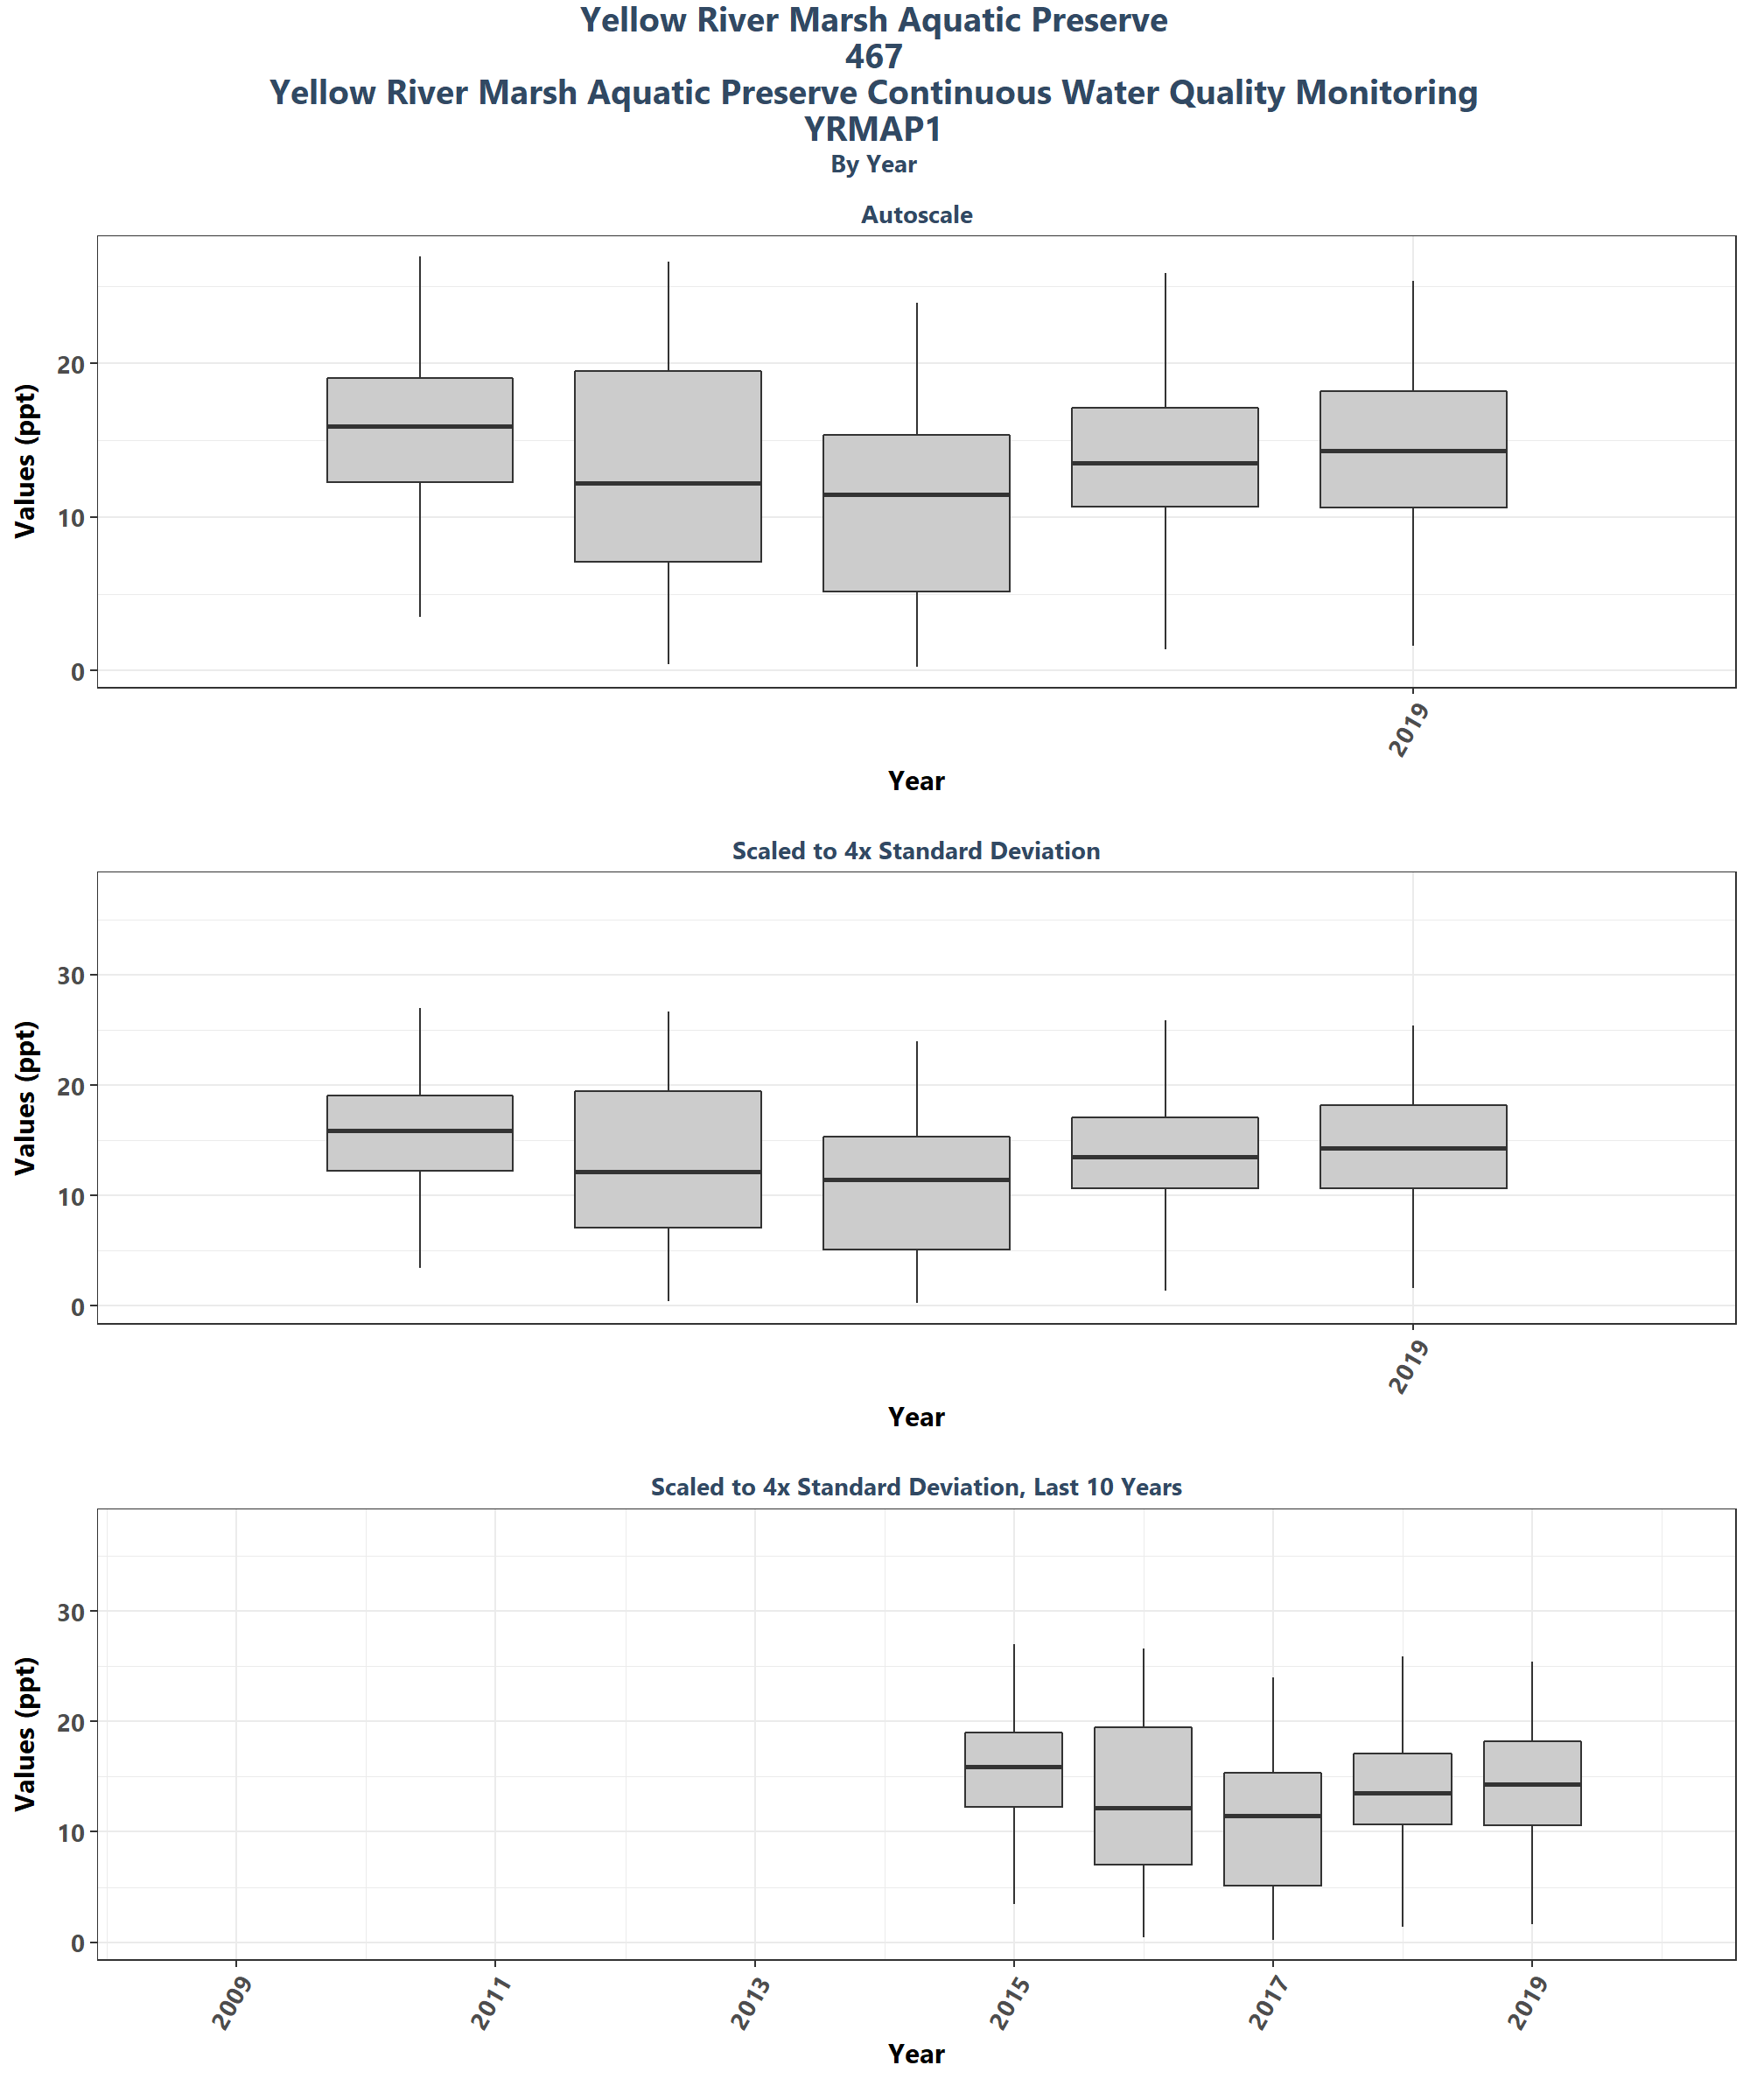 Yellow River Marsh Aquatic Preserve
467
Yellow River Marsh Aquatic Preserve Continuous Water Quality Monitoring
YRMAP1
By Year
Autoscale
Values (ppt)
20
10
0
2019
Year
Scaled to 4x Standard Deviation
Values (ppt)
30
20
10
0
2019
Year
Scaled to 4x Standard Deviation, Last 10 Years
Values (ppt)
30
20
10
0
2009 2011 2013 2015 2017 2019
Year